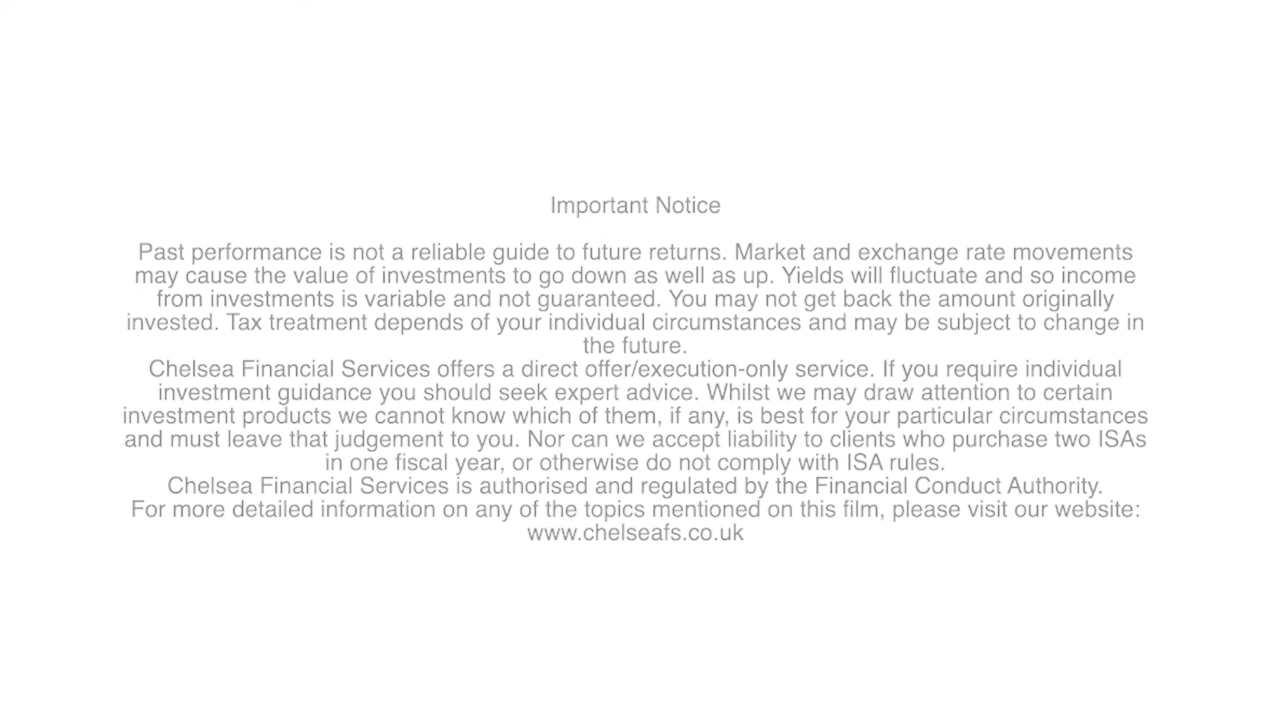 Important Notice
Past performance is not a reliable guide to future returns. Market and exchange rate movements
may cause the value of investments to go down as well as up. Yields will fluctuate and so income
from investments is variable and not guaranteed. You may not get back the amount originally
invested. Tax treatment depends of your individual circumstances and may be subject to change in
the future.
Chelsea Financial Services offers a direct offer/execution-only service. If you require individual
investment guidance you should seek expert advice. Whilst we may draw attention to certain
investment products we cannot know which of them, if any, is best for your particular circumstances
and must leave that judgement to you. Nor can we accept liability to clients who purchase two ISAs
in one fiscal year, or otherwise do not comply with ISA rules.
Chelsea Financial Services is authorised and regulated by the Financial Conduct Authority.
For more detailed information on any of the topics mentioned on this film, please visit our website:
www.chelseafs.co.uk